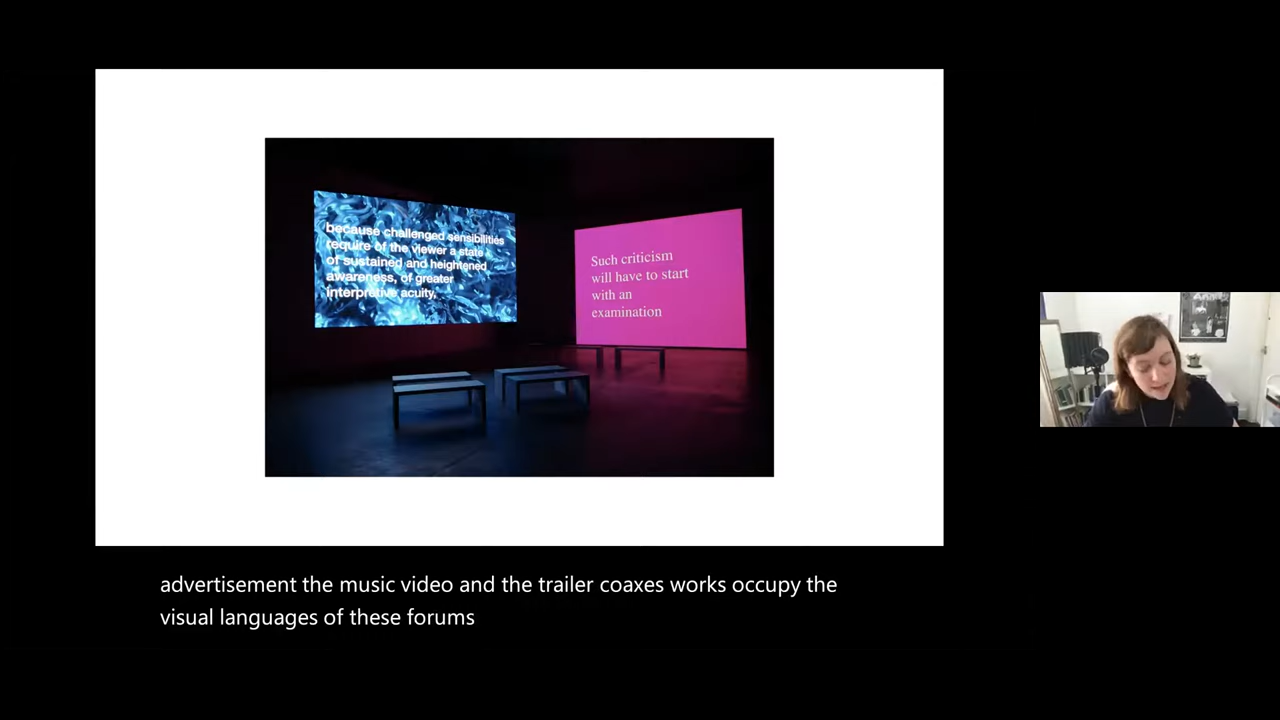 because challenged sensibilities
require of the viewer a state
of sustained and heightened
awareness, of greater
interpretive acuity,
Such criticism
will have to start
with an
examination
advertisement the music video and the trailer coaxes works occupy the
visual languages of these forums